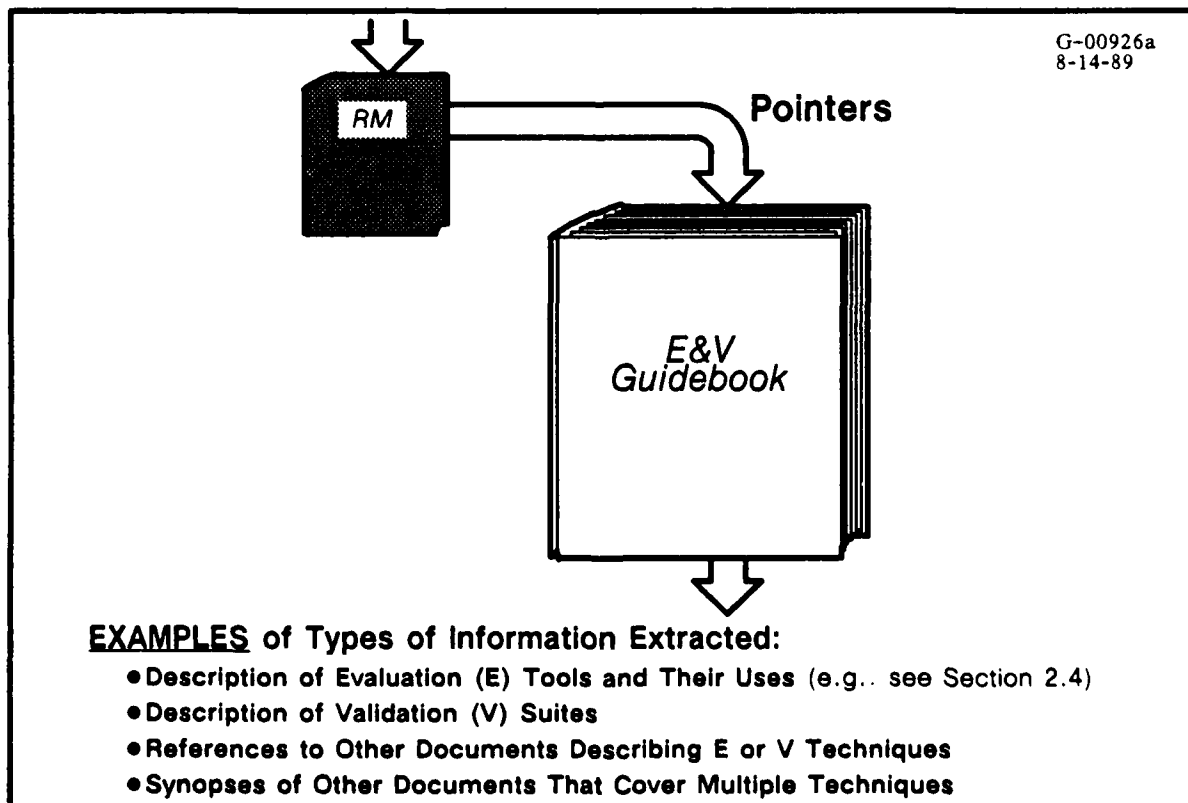 G-00926a
8-14-89
RM
Pointers
E&V
Guidebook
EXAMPLES of Types of Information Extracted:
●Description of Evaluation (E) Tools and Their Uses (e.g.. see Section 2.4)
●Description of Validation (V) Suites
●References to Other Documents Describing E or V Techniques
●Synopses of Other Documents That Cover Multiple Techniques